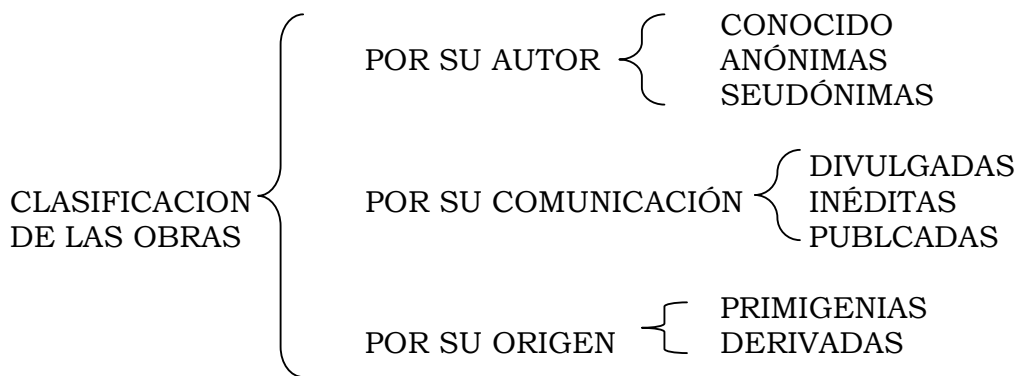 CLASIFICACION
DE LAS OBRAS
POR SU AUTOR
CONOCIDO
ANÓNIMAS
SEUDÓNIMAS
POR SU COMUNICACIÓN
DIVULGADAS
INÉDITAS
PUBLCADAS
POR SU ORIGEN
PRIMIGENIAS
DERIVADAS